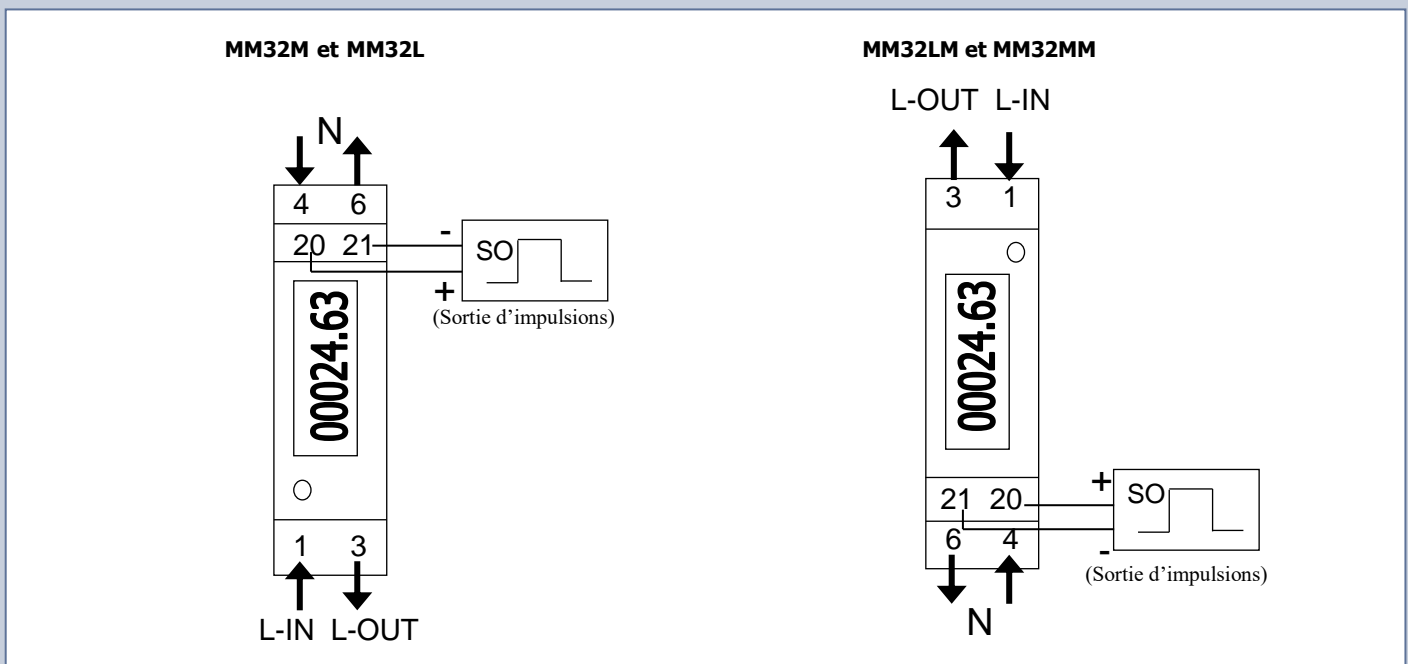 MM32M et MM32L
N
4 6
20 21
-
SO
+
(Sortie d'impulsions)
00024.63
1 3
L-IN L-OUT
MM32LM et MM32MM
L-OUT L-IN
3 1
00024.63
21 20
+
SO
-
(Sortie d'impulsions)
6 4
N